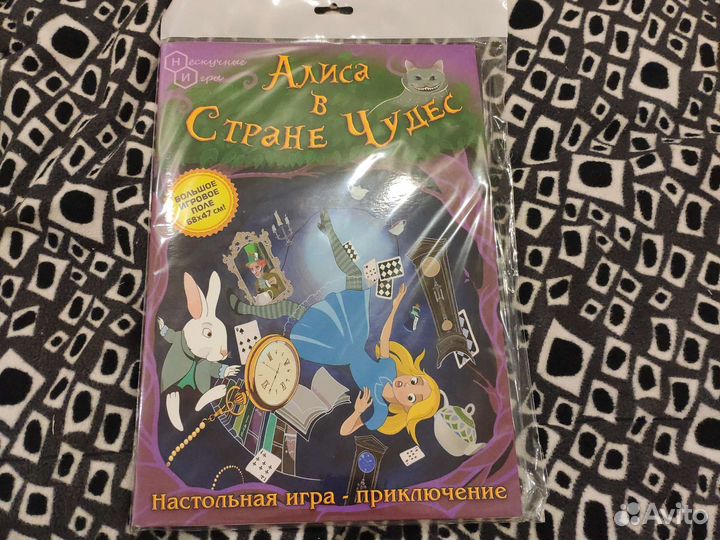 Нескучные
Игры
Алиса
в
Стране Чудес
БОЛЬШОЕ
ИГРОВОЕ
ПОЛЕ
68х47 см!
Настольная игра - приключение
Avito